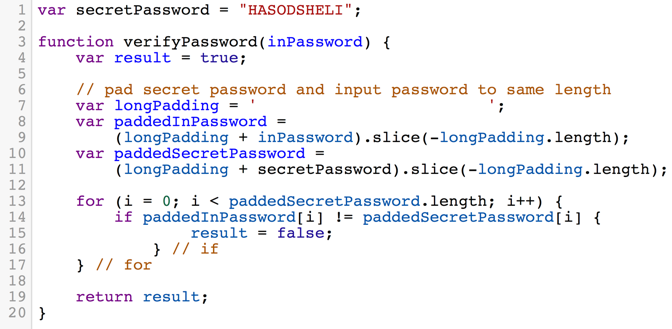 1 var secretPassword = "HASODSHELI";
2
3 function verifyPassword(inPassword) {
4     var result = true;
5
6     // pad secret password and input password to same length
7     var longPadding = '                         ';
8     var paddedInPassword =
9         (longPadding + inPassword).slice(-longPadding.length);
10     var paddedSecretPassword =
11         (longPadding + secretPassword).slice(-longPadding.length);
12
13     for (i = 0; i < paddedSecretPassword.length; i++) {
14         if paddedInPassword[i] != paddedSecretPassword[i] {
15                 result = false;
16             } // if
17     } // for
18
19     return result;
20 }